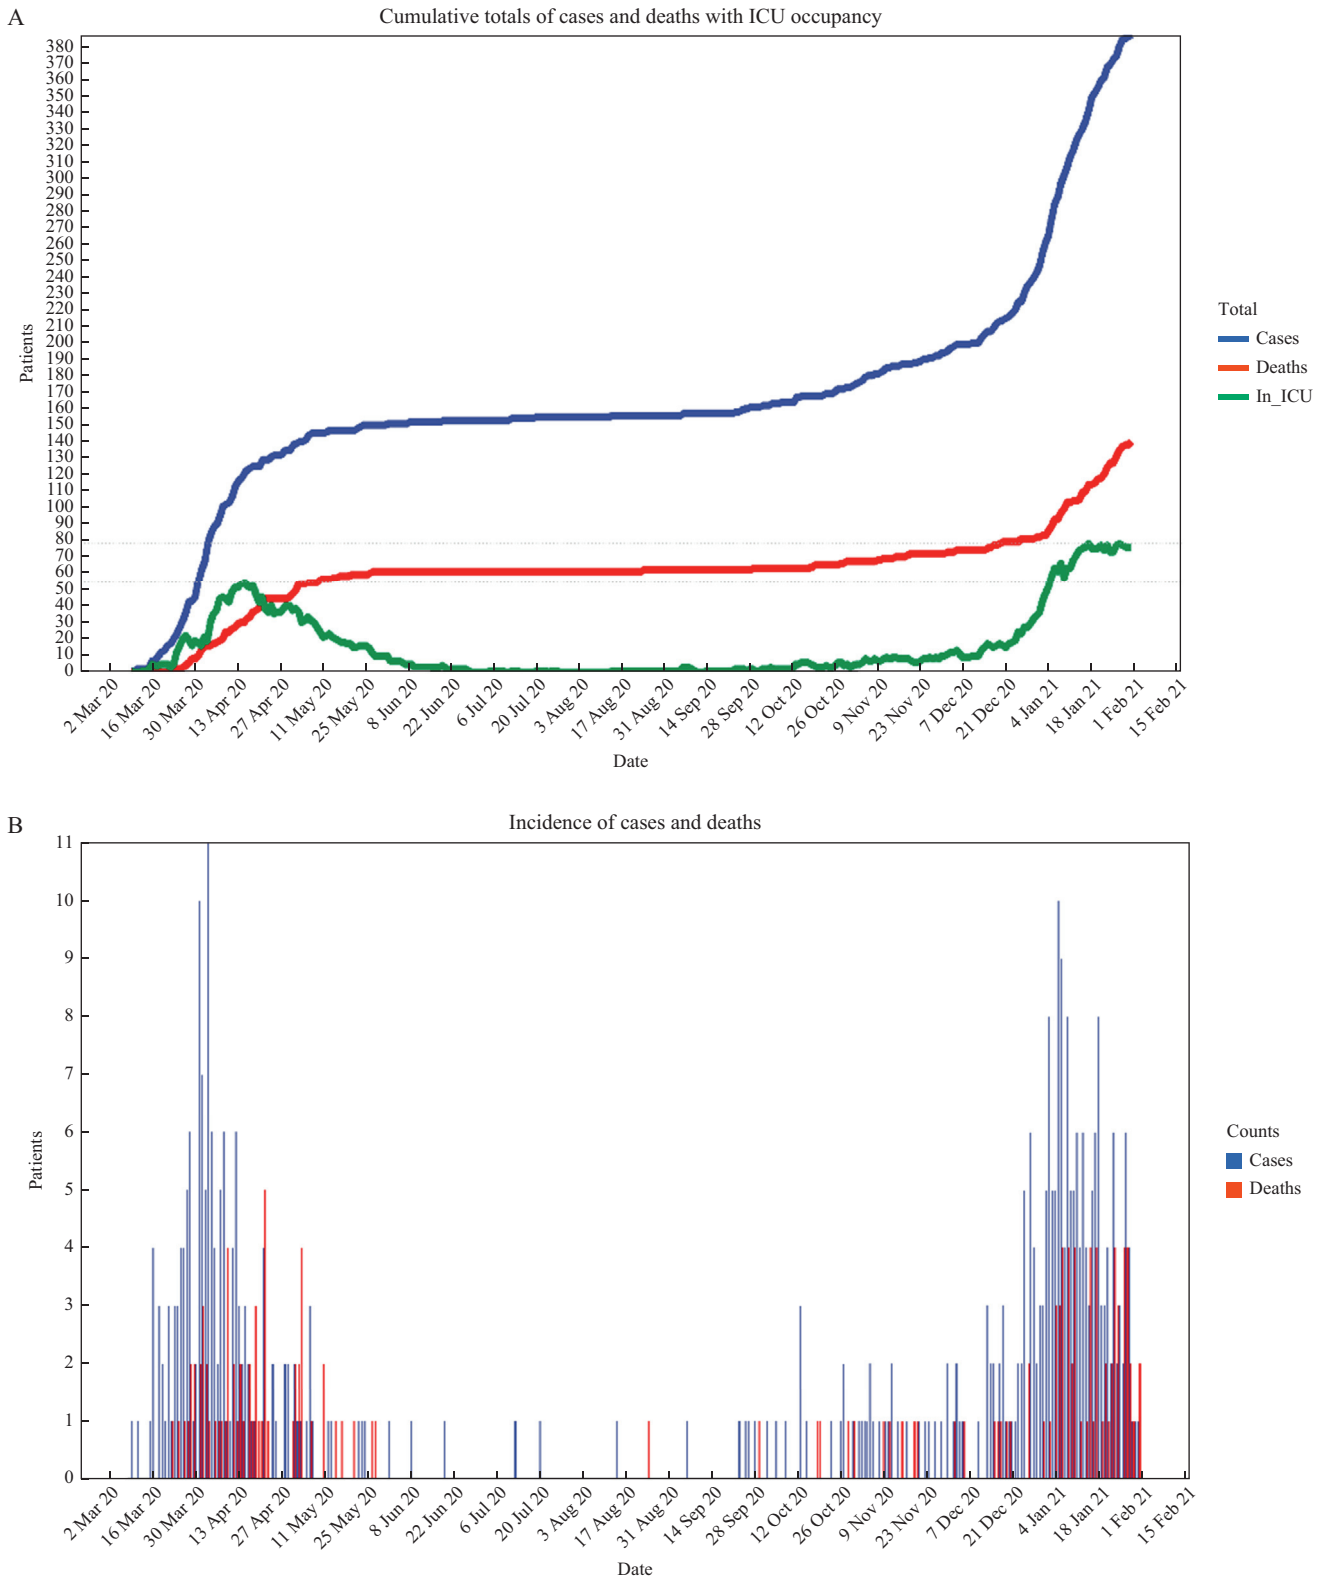 A
Cumulative totals of cases and deaths with ICU occupancy
380
370
360
350
340
330
320
310
300
290
280
270
260
250
240
230
220
210
200
190
180
170
160
150
140
130
120
110
100
90
80
70
60
50
40
30
20
10
0
Patients
2 Mar 20
16 Mar 20
30 Mar 20
13 Apr 20
27 Apr 20
11 May 20
25 May 20
8 Jun 20
22 Jun 20
6 Jul 20
20 Jul 20
3 Aug 20
17 Aug 20
31 Aug 20
14 Sep 20
28 Sep 20
12 Oct 20
26 Oct 20
9 Nov 20
23 Nov 20
7 Dec 20
21 Dec 20
4 Jan 21
18 Jan 21
1 Feb 21
15 Feb 21
Date
Total
Cases
Deaths
In_ICU
B
Incidence of cases and deaths
11
10
9
8
7
6
5
4
3
2
1
0
Patients
2 Mar 20
16 Mar 20
30 Mar 20
13 Apr 20
27 Apr 20
11 May 20
25 May 20
8 Jun 20
22 Jun 20
6 Jul 20
20 Jul 20
3 Aug 20
17 Aug 20
31 Aug 20
14 Sep 20
28 Sep 20
12 Oct 20
26 Oct 20
9 Nov 20
23 Nov 20
7 Dec 20
21 Dec 20
4 Jan 21
18 Jan 21
1 Feb 21
15 Feb 21
Date
Counts
Cases
Deaths